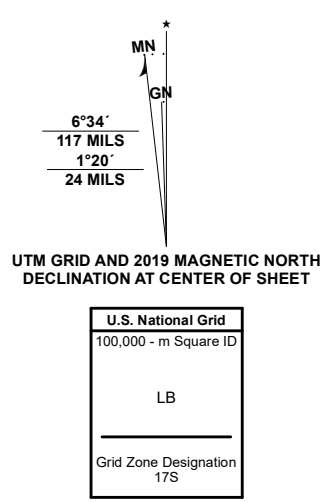 MN
GN
6°34´
117 MILS
1°20´
24 MILS
UTM GRID AND 2019 MAGNETIC NORTH
DECLINATION AT CENTER OF SHEET
U.S. National Grid
100,000 - m Square ID
LB
Grid Zone Designation
17S